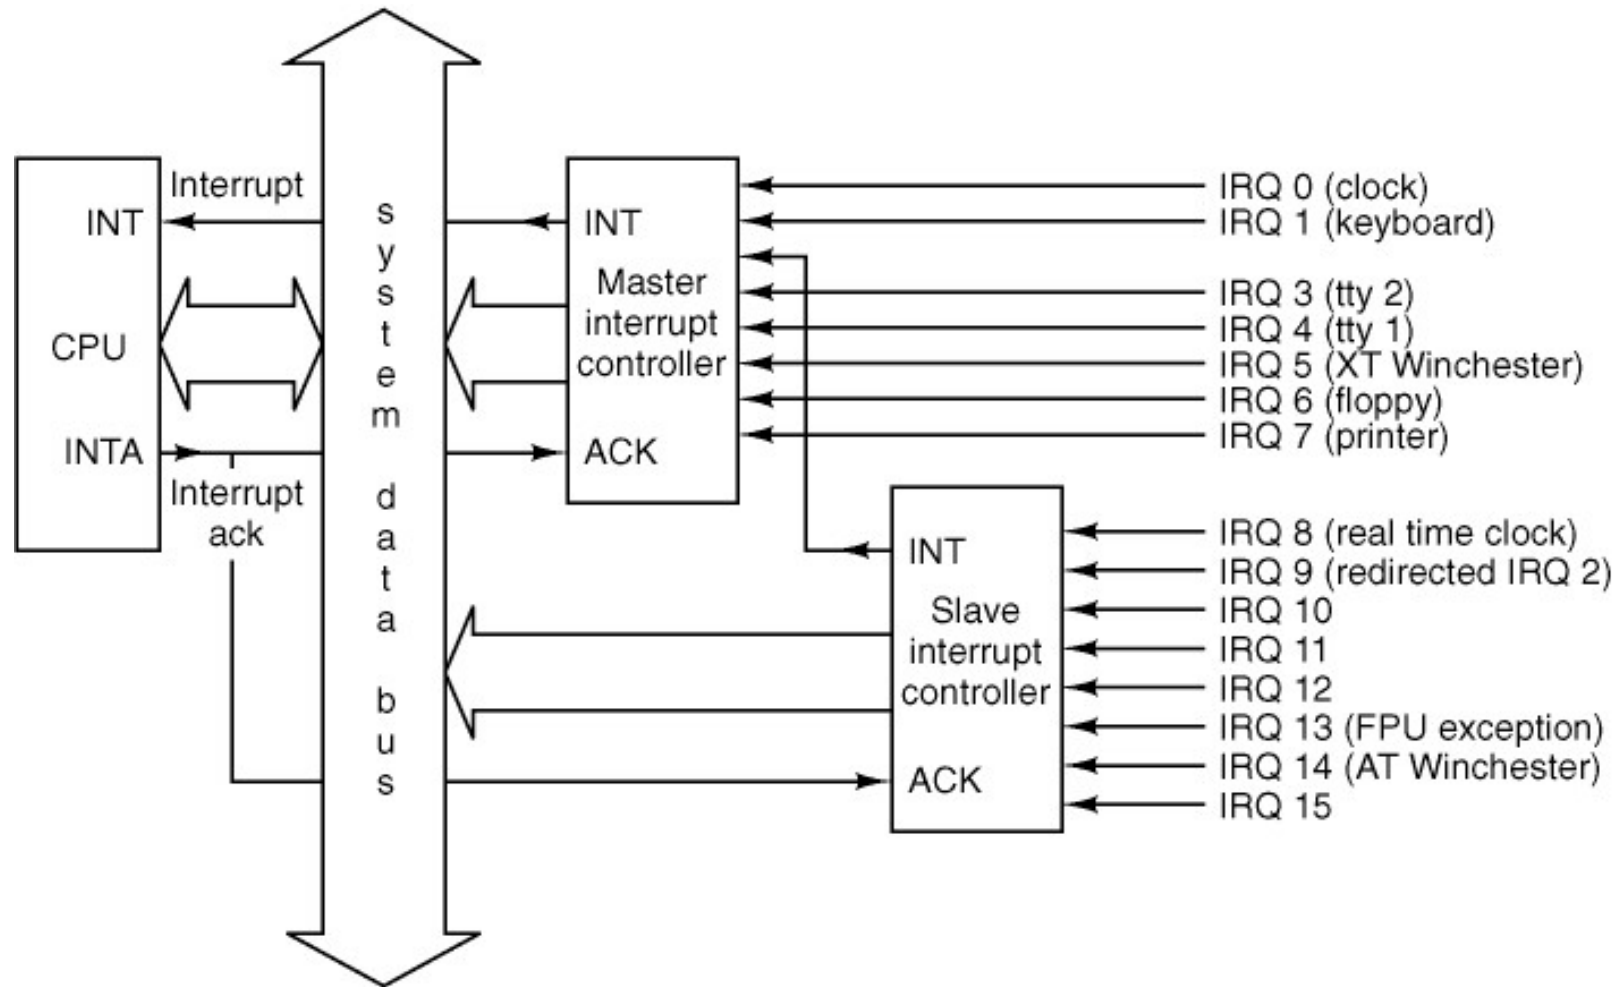 Interrupt
INT
CPU
INTA
Interrupt
ack
system data bus
INT
Master
interrupt
controller
ACK
IRQ 0 (clock)
IRQ 1 (keyboard)
IRQ 3 (tty 2)
IRQ 4 (tty 1)
IRQ 5 (XT Winchester)
IRQ 6 (floppy)
IRQ 7 (printer)
INT
Slave
interrupt
controller
ACK
IRQ 8 (real time clock)
IRQ 9 (redirected IRQ 2)
IRQ 10
IRQ 11
IRQ 12
IRQ 13 (FPU exception)
IRQ 14 (AT Winchester)
IRQ 15